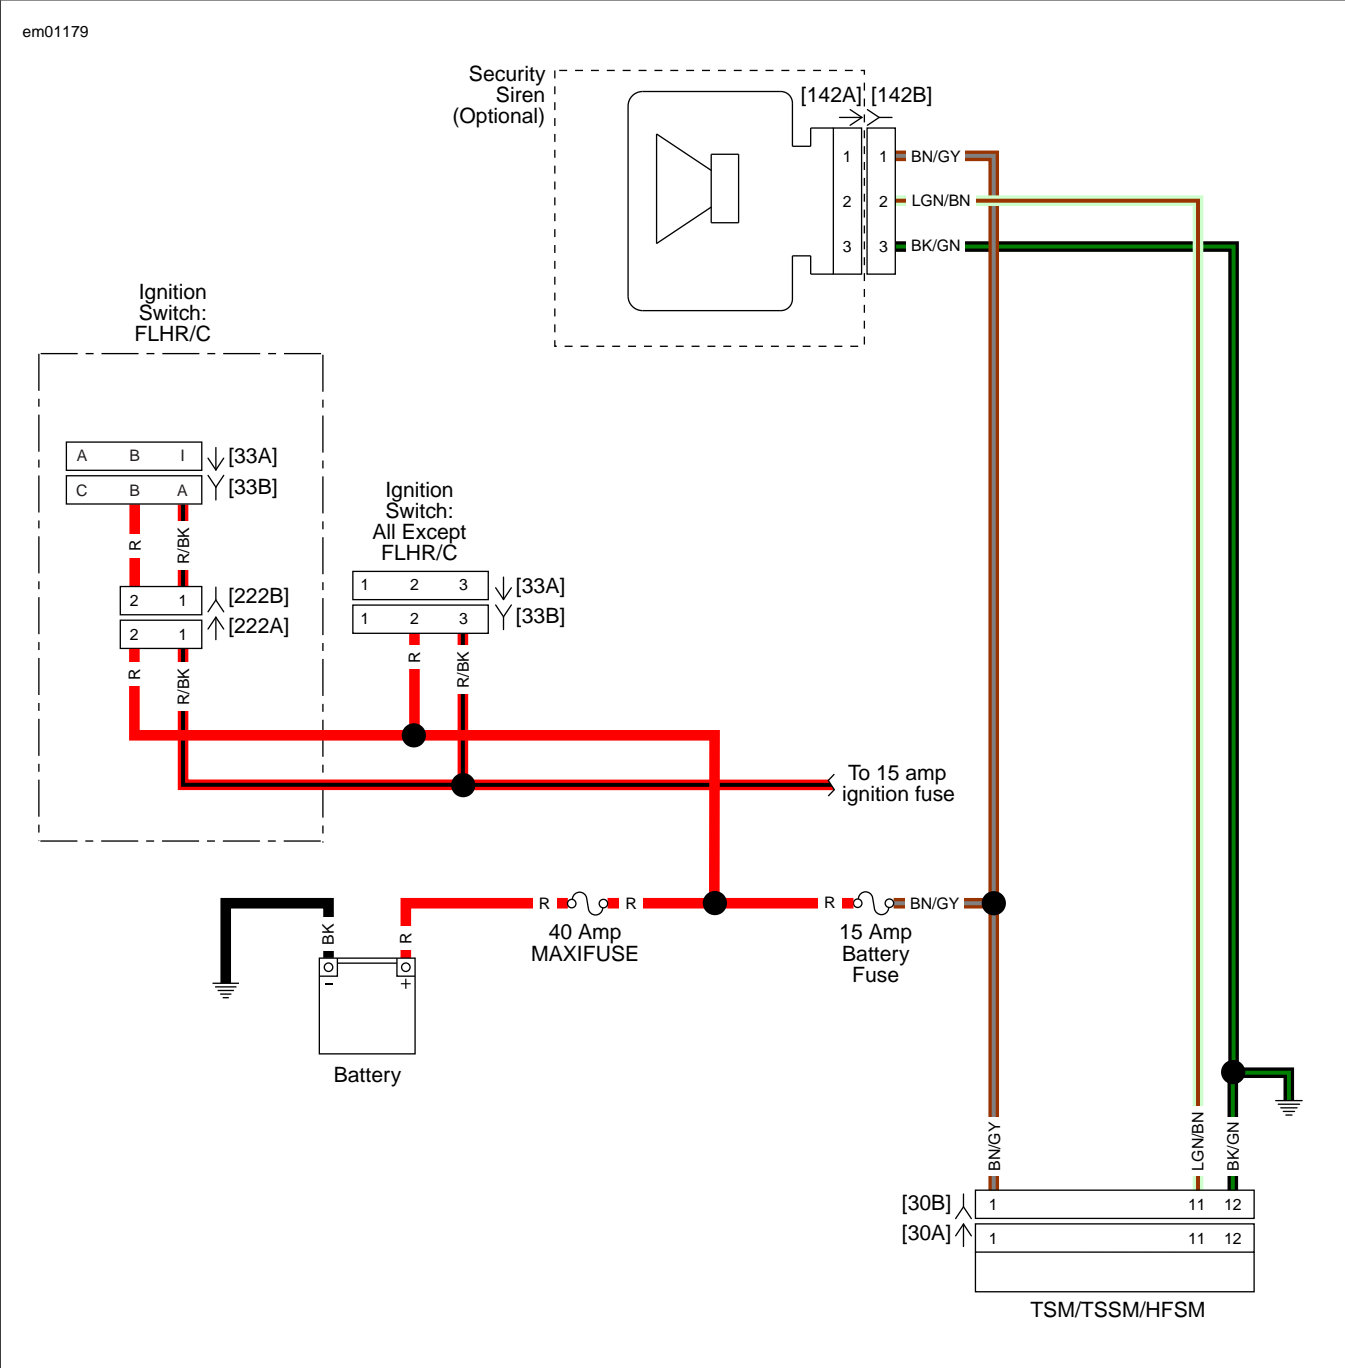 em01179
Security
Siren
(Optional)
[142A] [142B]
1 1 BN/GY
2 2 LGN/BN
3 3 BK/GN
Ignition
Switch:
FLHR/C
A B I [33A]
C B A [33B]
R R/BK
2 1 [222B]
2 1 [222A]
R R/BK
Ignition
Switch:
All Except
FLHR/C
1 2 3 [33A]
1 2 3 [33B]
R R/BK
To 15 amp
ignition fuse
R R R BN/GY
40 Amp
MAXIFUSE
15 Amp
Battery
Fuse
BK R
- +
Battery
BN/GY LGN/BN BK/GN
[30B] 1 11 12
[30A] 1 11 12
TSM/TSSM/HFSM